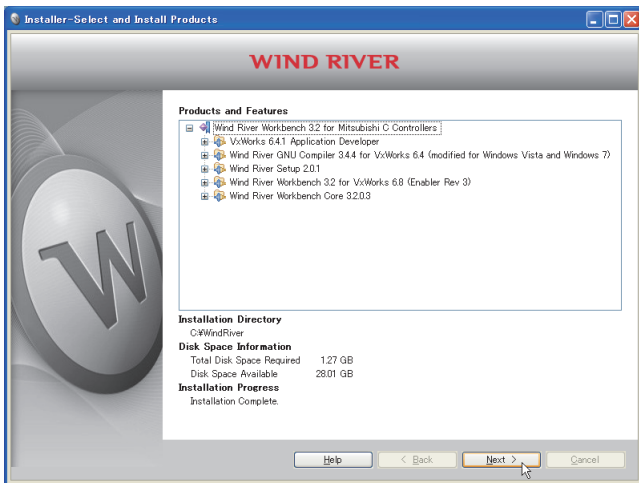 Installer-Select and Install Products
WIND RIVER
Products and Features
Wind River Workbench 3.2 for Mitsubishi C Controllers
VxWorks 6.4.1 Application Developer
Wind River GNU Compiler 3.4.4 for VxWorks 6.4 (modified for Windows Vista and Windows 7)
Wind River Setup 2.0.1
Wind River Workbench 3.2 for VxWorks 6.8 (Enabler Rev 3)
Wind River Workbench Core 3.2.0.3
W
Installation Directory
C:¥WindRiver
Disk Space Information
Total Disk Space Required 1.27 GB
Disk Space Available 28.01 GB
Installation Progress
Installation Complete.
Help < Back Next > Cancel